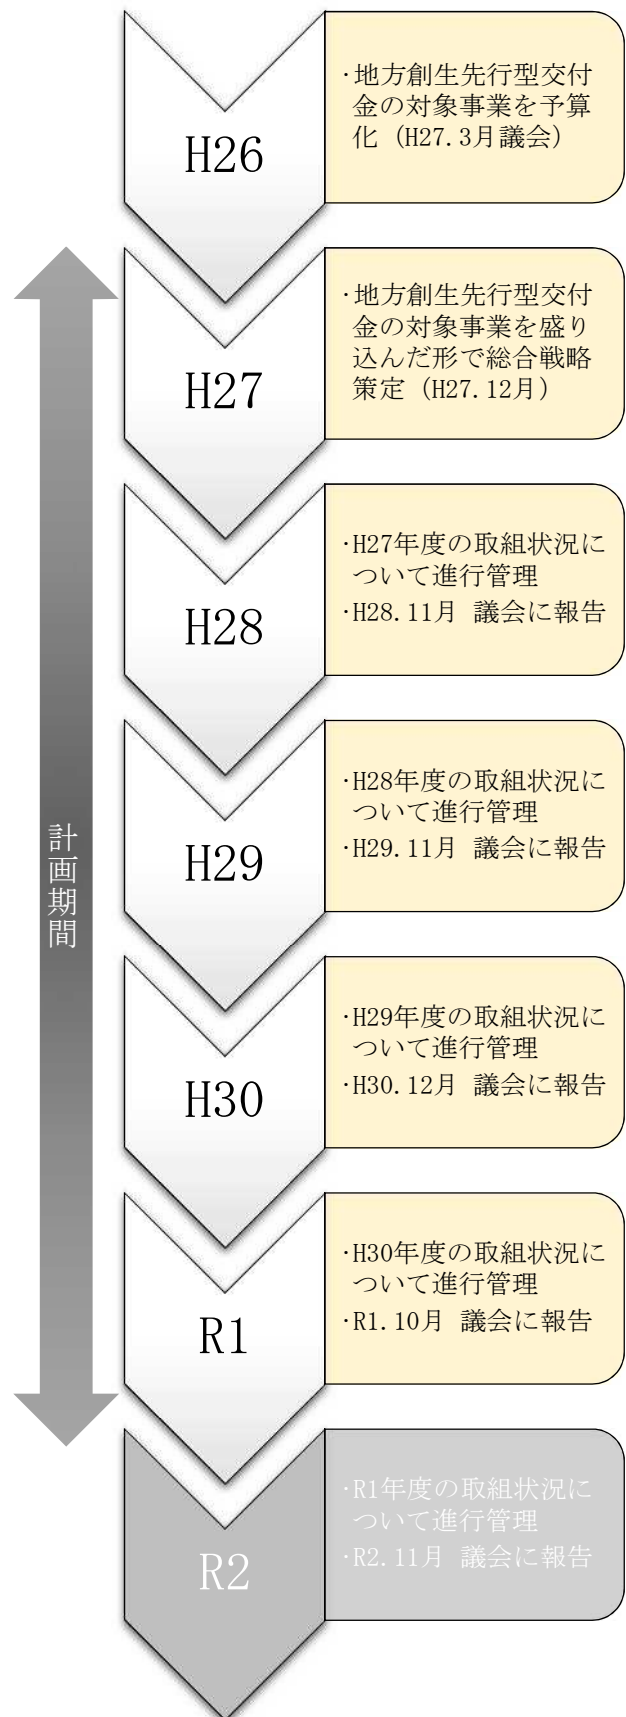 H26
・地方創生先行型交付
金の対象事業を予算
化（H27.3月議会）
H27
・地方創生先行型交付
金の対象事業を盛り
込んだ形で総合戦略
策定（H27.12月）
H28
・H27年度の取組状況に
ついて進行管理
・H28.11月 議会に報告
計画期間
H29
・H28年度の取組状況に
ついて進行管理
・H29.11月 議会に報告
H30
・H29年度の取組状況に
ついて進行管理
・H30.12月 議会に報告
R1
・H30年度の取組状況に
ついて進行管理
・R1.10月 議会に報告
R2
・R1年度の取組状況に
ついて進行管理
・R2.11月 議会に報告